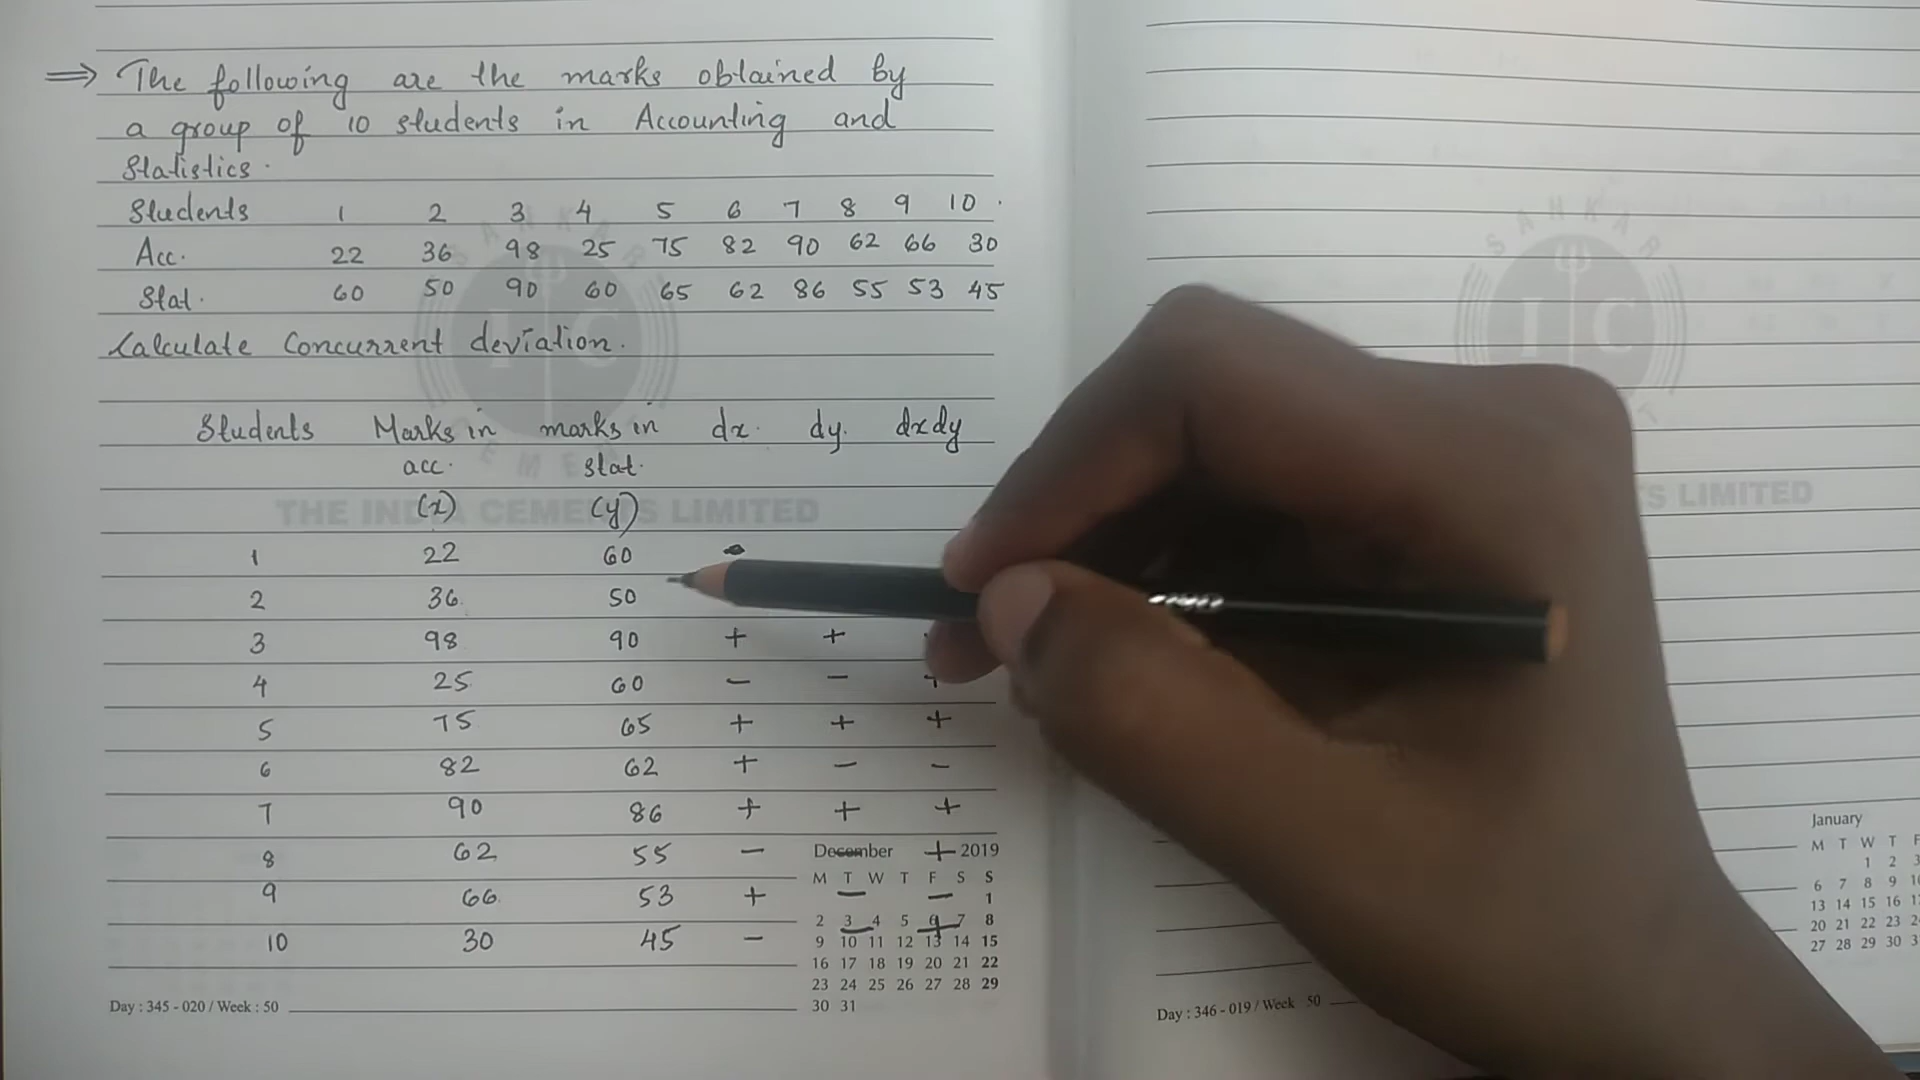 ⇒ The following are the marks obtained by
a group of 10 students in Accounting and
Statistics.
Students 1 2 3 4 5 6 7 8 9 10.
Acc. 22 36 98 25 75 82 90 62 66 30
Stat. 60 50 90 60 65 62 86 55 53 45
Calculate Concurrent deviation.
Students Marks in marks in dx. dy. dxdy
acc. stat.
(x) (y)
THE INDIA CEMENTS LIMITED
1 22 60
2 36 50
3 98 90 + +
4 25 60 − − +
5 75 65 + + +
6 82 62 + − −
7 90 86 + + +
8 62 55 − − +
9 66 53 + − −
10 30 45 − − +
December 2019
M T W T F S S
1
2 3 4 5 6 7 8
9 10 11 12 13 14 15
16 17 18 19 20 21 22
23 24 25 26 27 28 29
30 31
Day : 345 - 020 / Week : 50
SAHKAR
I C
S LIMITED
January
M T W T F
1 2 3
6 7 8 9
13 14 15 16
20 21 22 23
27 28 29 30
Day : 346 - 019 / Week 50